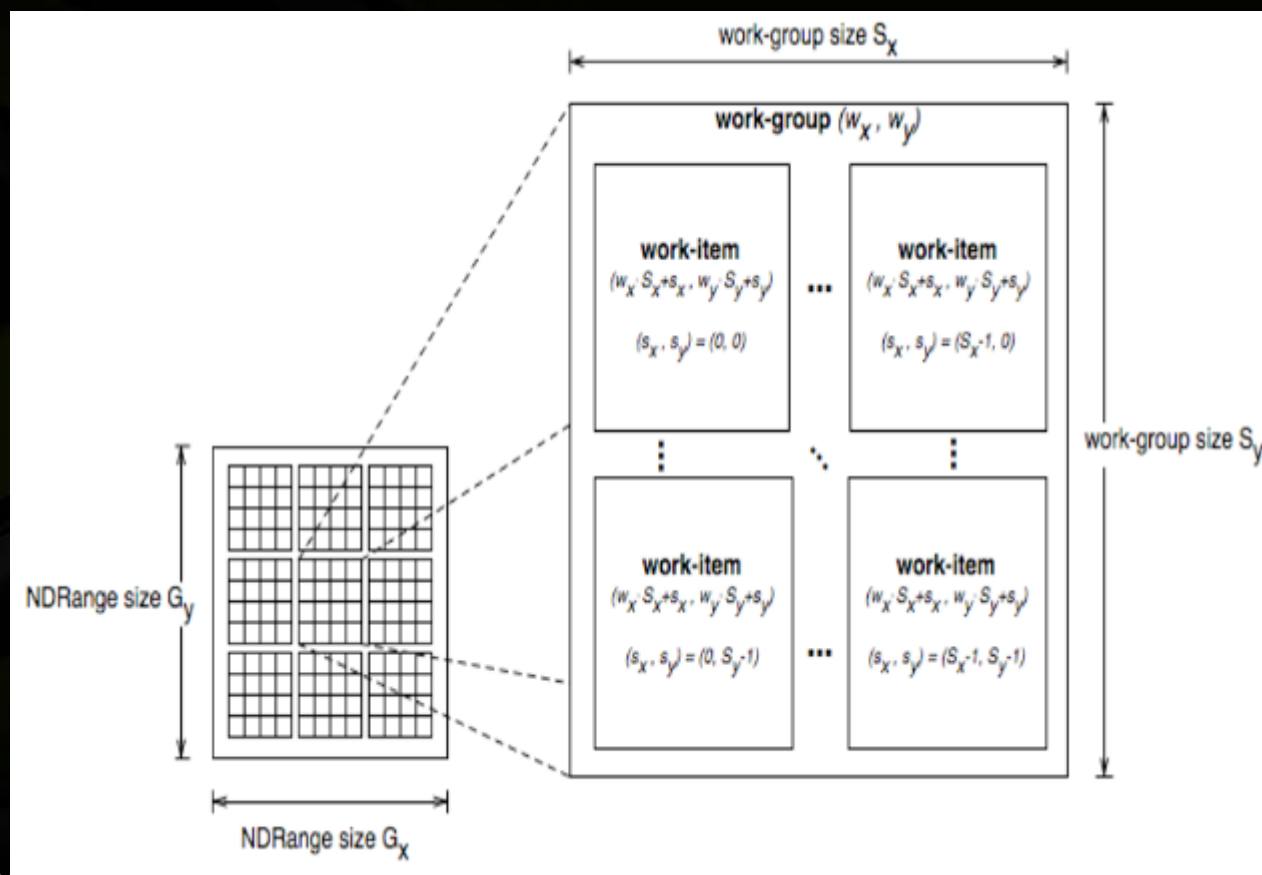 work-group size Sx
work-group (wx , wy)
work-item
(wx· Sx+sx , wy· Sy+sy)
(sx , sy) = (0, 0)
...
work-item
(wx· Sx+sx , wy· Sy+sy)
(sx , sy) = (Sx-1, 0)
work-group size Sy
work-item
(wx· Sx+sx , wy· Sy+sy)
(sx , sy) = (0, Sy-1)
...
work-item
(wx· Sx+sx , wy· Sy+sy)
(sx , sy) = (Sx-1, Sy-1)
NDRange size Gy
NDRange size Gx